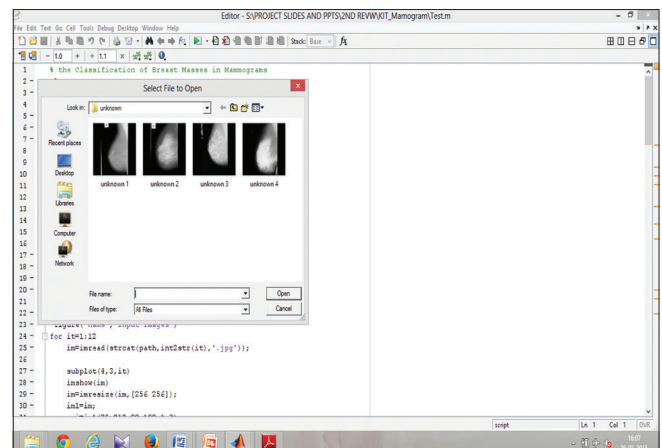 Editor - S:\PROJECT SLIDES AND PPTS\2ND REVW\KIT_Mamogram\Test.m
File Edit Text Go Cell Tools Debug Desktop Window Help
Stack: Base
fx
- 1.0 + ÷ 1.1 ×
1 % the Classification of Breast Masses in Mammograms
2 -
3 -
4
5 -
6 -
7 -
8
9
10
11
12
13
14
15
16
17 -
18 -
19 -
20 -
21 -
22 -
Select File to Open
Look in: unknown
Recent places
Desktop
Libraries
Computer
Network
unknown 1 unknown 2 unknown 3 unknown 4
File name: Open
Files of type: All Files Cancel
23 - figure('name','input images')
24 - for it=1:12
25 - im=imread(strcat(path,int2str(it),'.jpg'));
26
27 - subplot(4,3,it)
28 - imshow(im)
29 - im=imresize(im,[256 256]);
30 - im1=im;
script Ln 1 Col 1 OVR
16:07